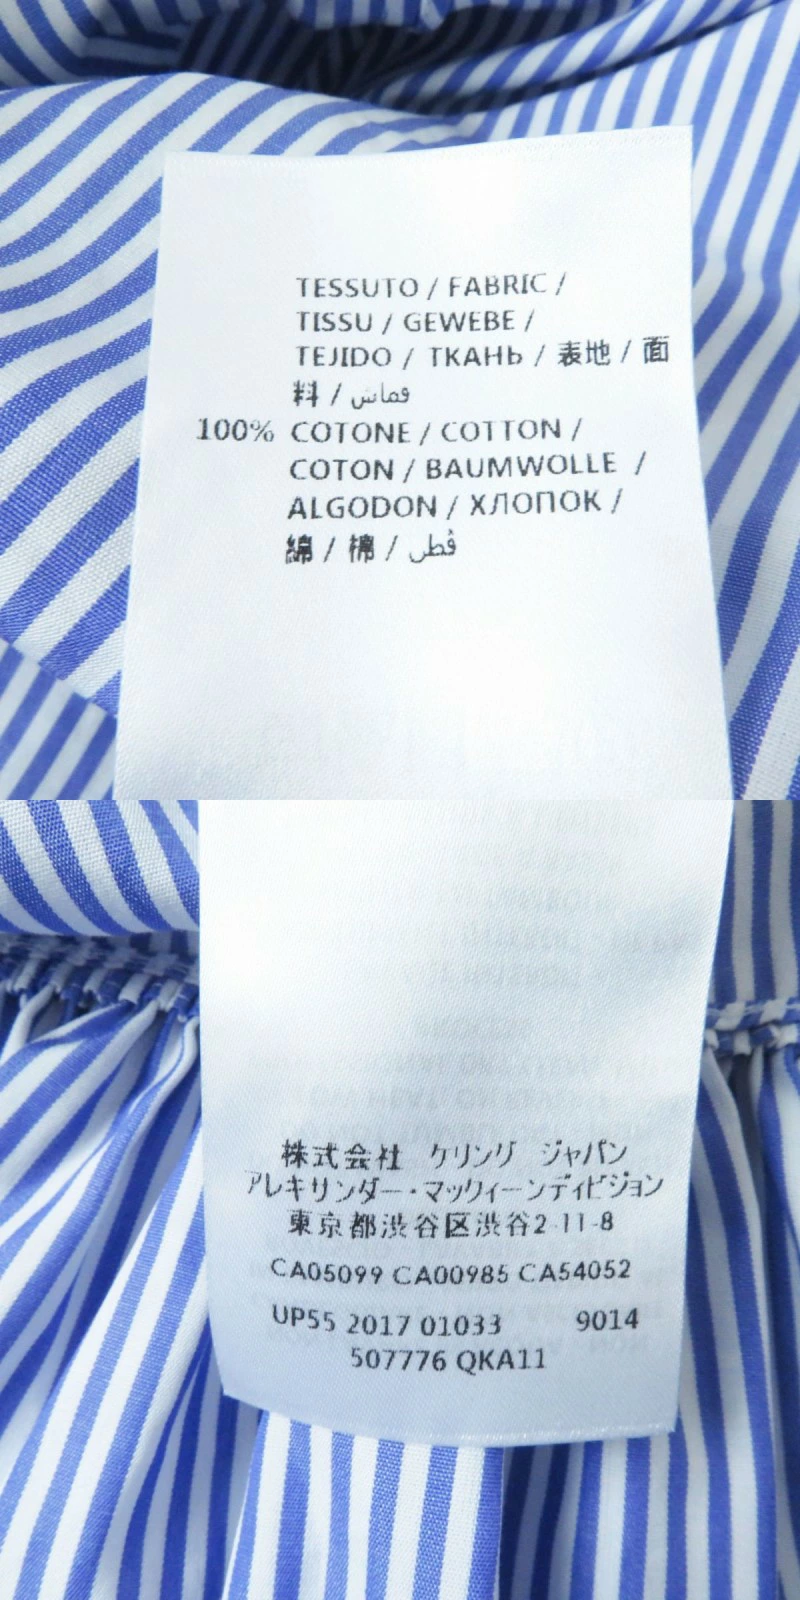 TESSUTO / FABRIC /
TISSU / GEWEBE /
TEJIDO / ТКАНЬ / 表地 / 面
料 / قماش
100% COTONE / COTTON /
COTON / BAUMWOLLE /
ALGODON / ХЛОПОК /
綿 / 棉 / قطن
株式会社 ケリング ジャパン
アレキサンダー・マックィーンディビジョン
東京都渋谷区渋谷2-11-8
CA05099 CA00985 CA54052
UP55 2017 01033 9014
507776 QKA11